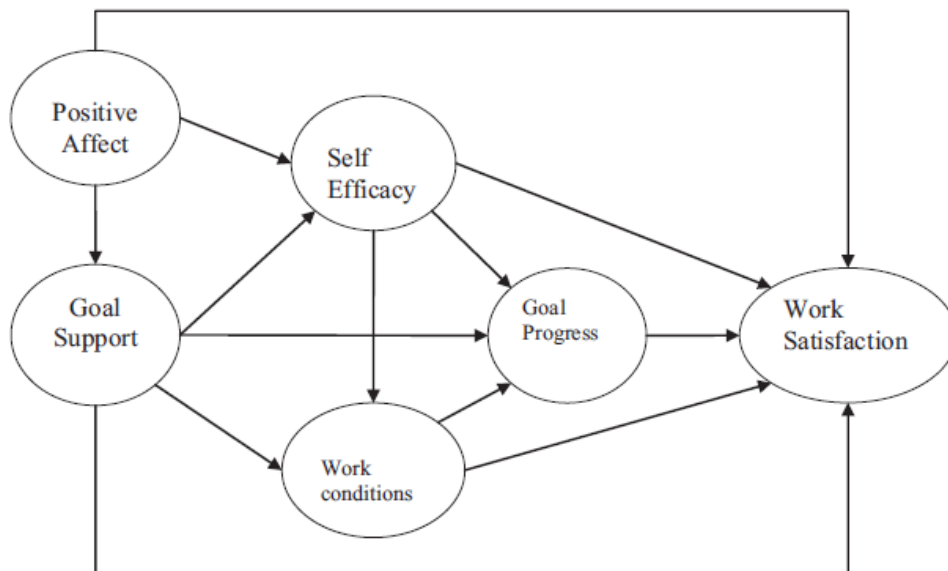 Positive
Affect
Self
Efficacy
Goal
Support
Goal
Progress
Work
Satisfaction
Work
conditions